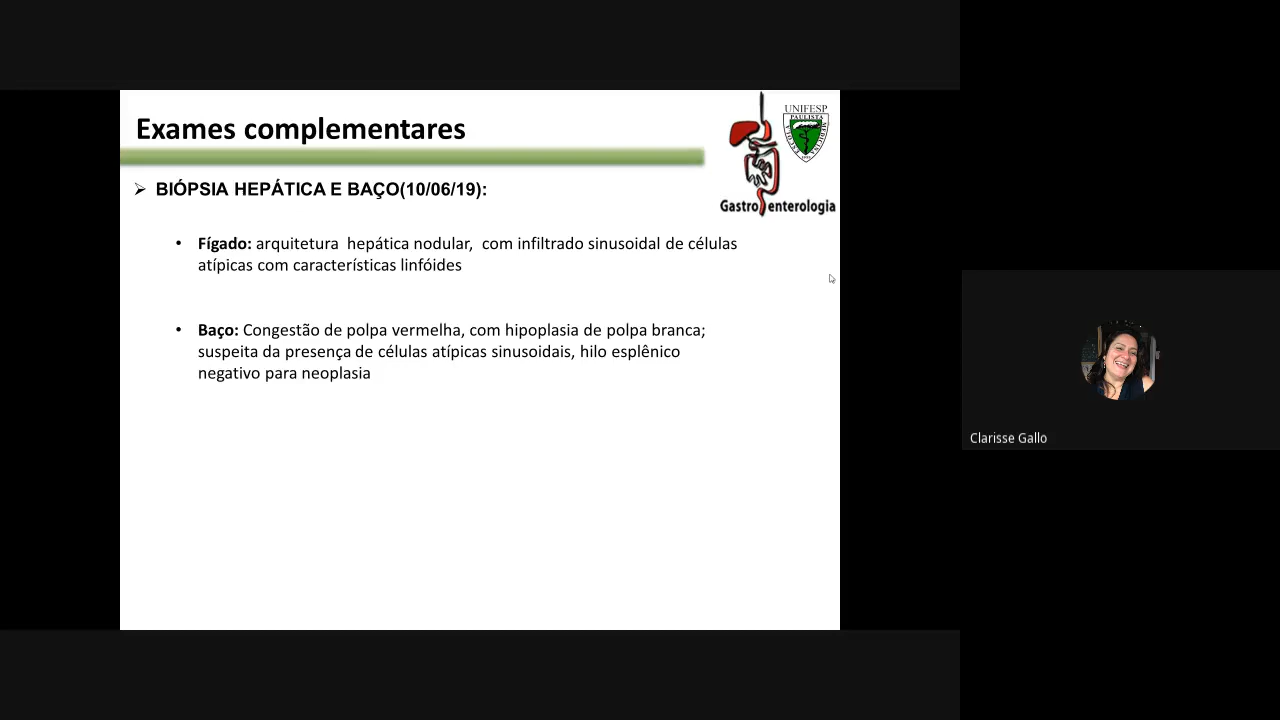 Exames complementares
UNIFESP
PAULISTA
Gastroenterologia
➢ BIÓPSIA HEPÁTICA E BAÇO(10/06/19):
• Fígado: arquitetura hepática nodular, com infiltrado sinusoidal de células
atípicas com características linfóides
• Baço: Congestão de polpa vermelha, com hipoplasia de polpa branca;
suspeita da presença de células atípicas sinusoidais, hilo esplênico
negativo para neoplasia
Clarisse Gallo